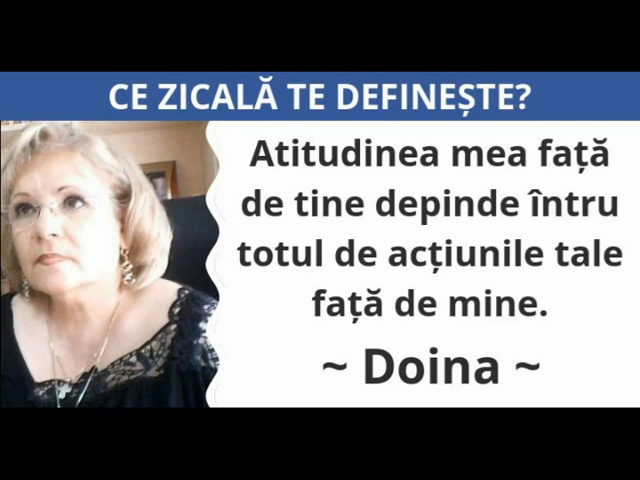 CE ZICALĂ TE DEFINEȘTE?
Atitudinea mea față
de tine depinde întru
totul de acțiunile tale
față de mine.
~ Doina ~